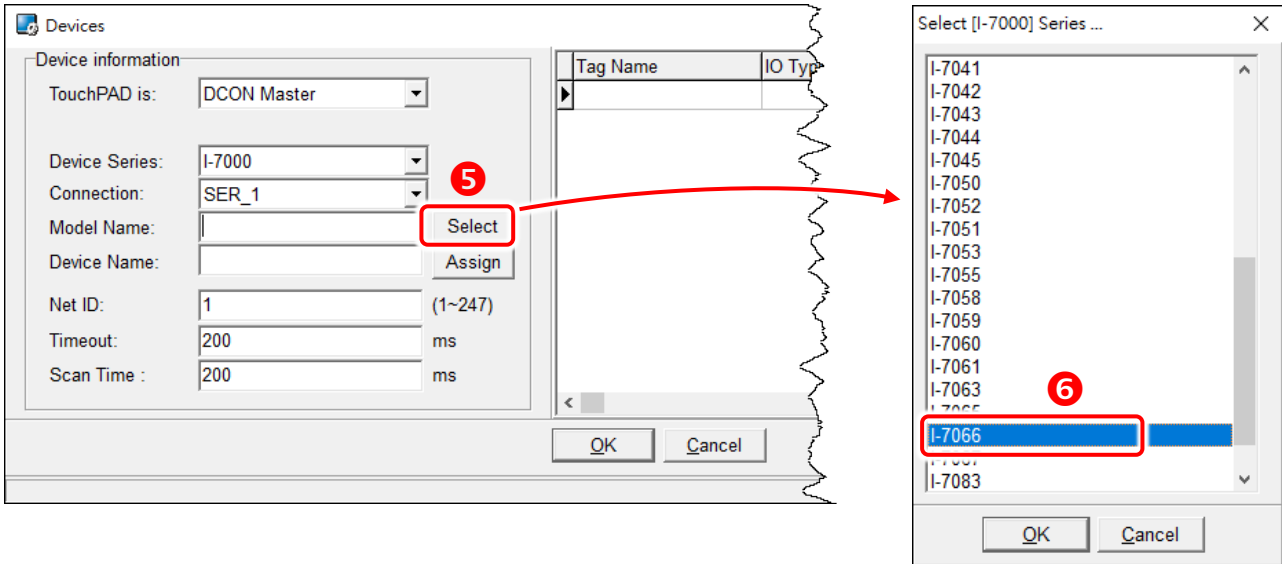 Devices
Device information
TouchPAD is: DCON Master
Device Series: I-7000
Connection: SER_1
Model Name: Select
Device Name: Assign
Net ID: 1 (1~247)
Timeout: 200 ms
Scan Time : 200 ms
Tag Name IO Typ
OK Cancel
5
Select [I-7000] Series ...
I-7041
I-7042
I-7043
I-7044
I-7045
I-7050
I-7052
I-7051
I-7053
I-7055
I-7058
I-7059
I-7060
I-7061
I-7063
6
I-7066
I-7083
OK Cancel